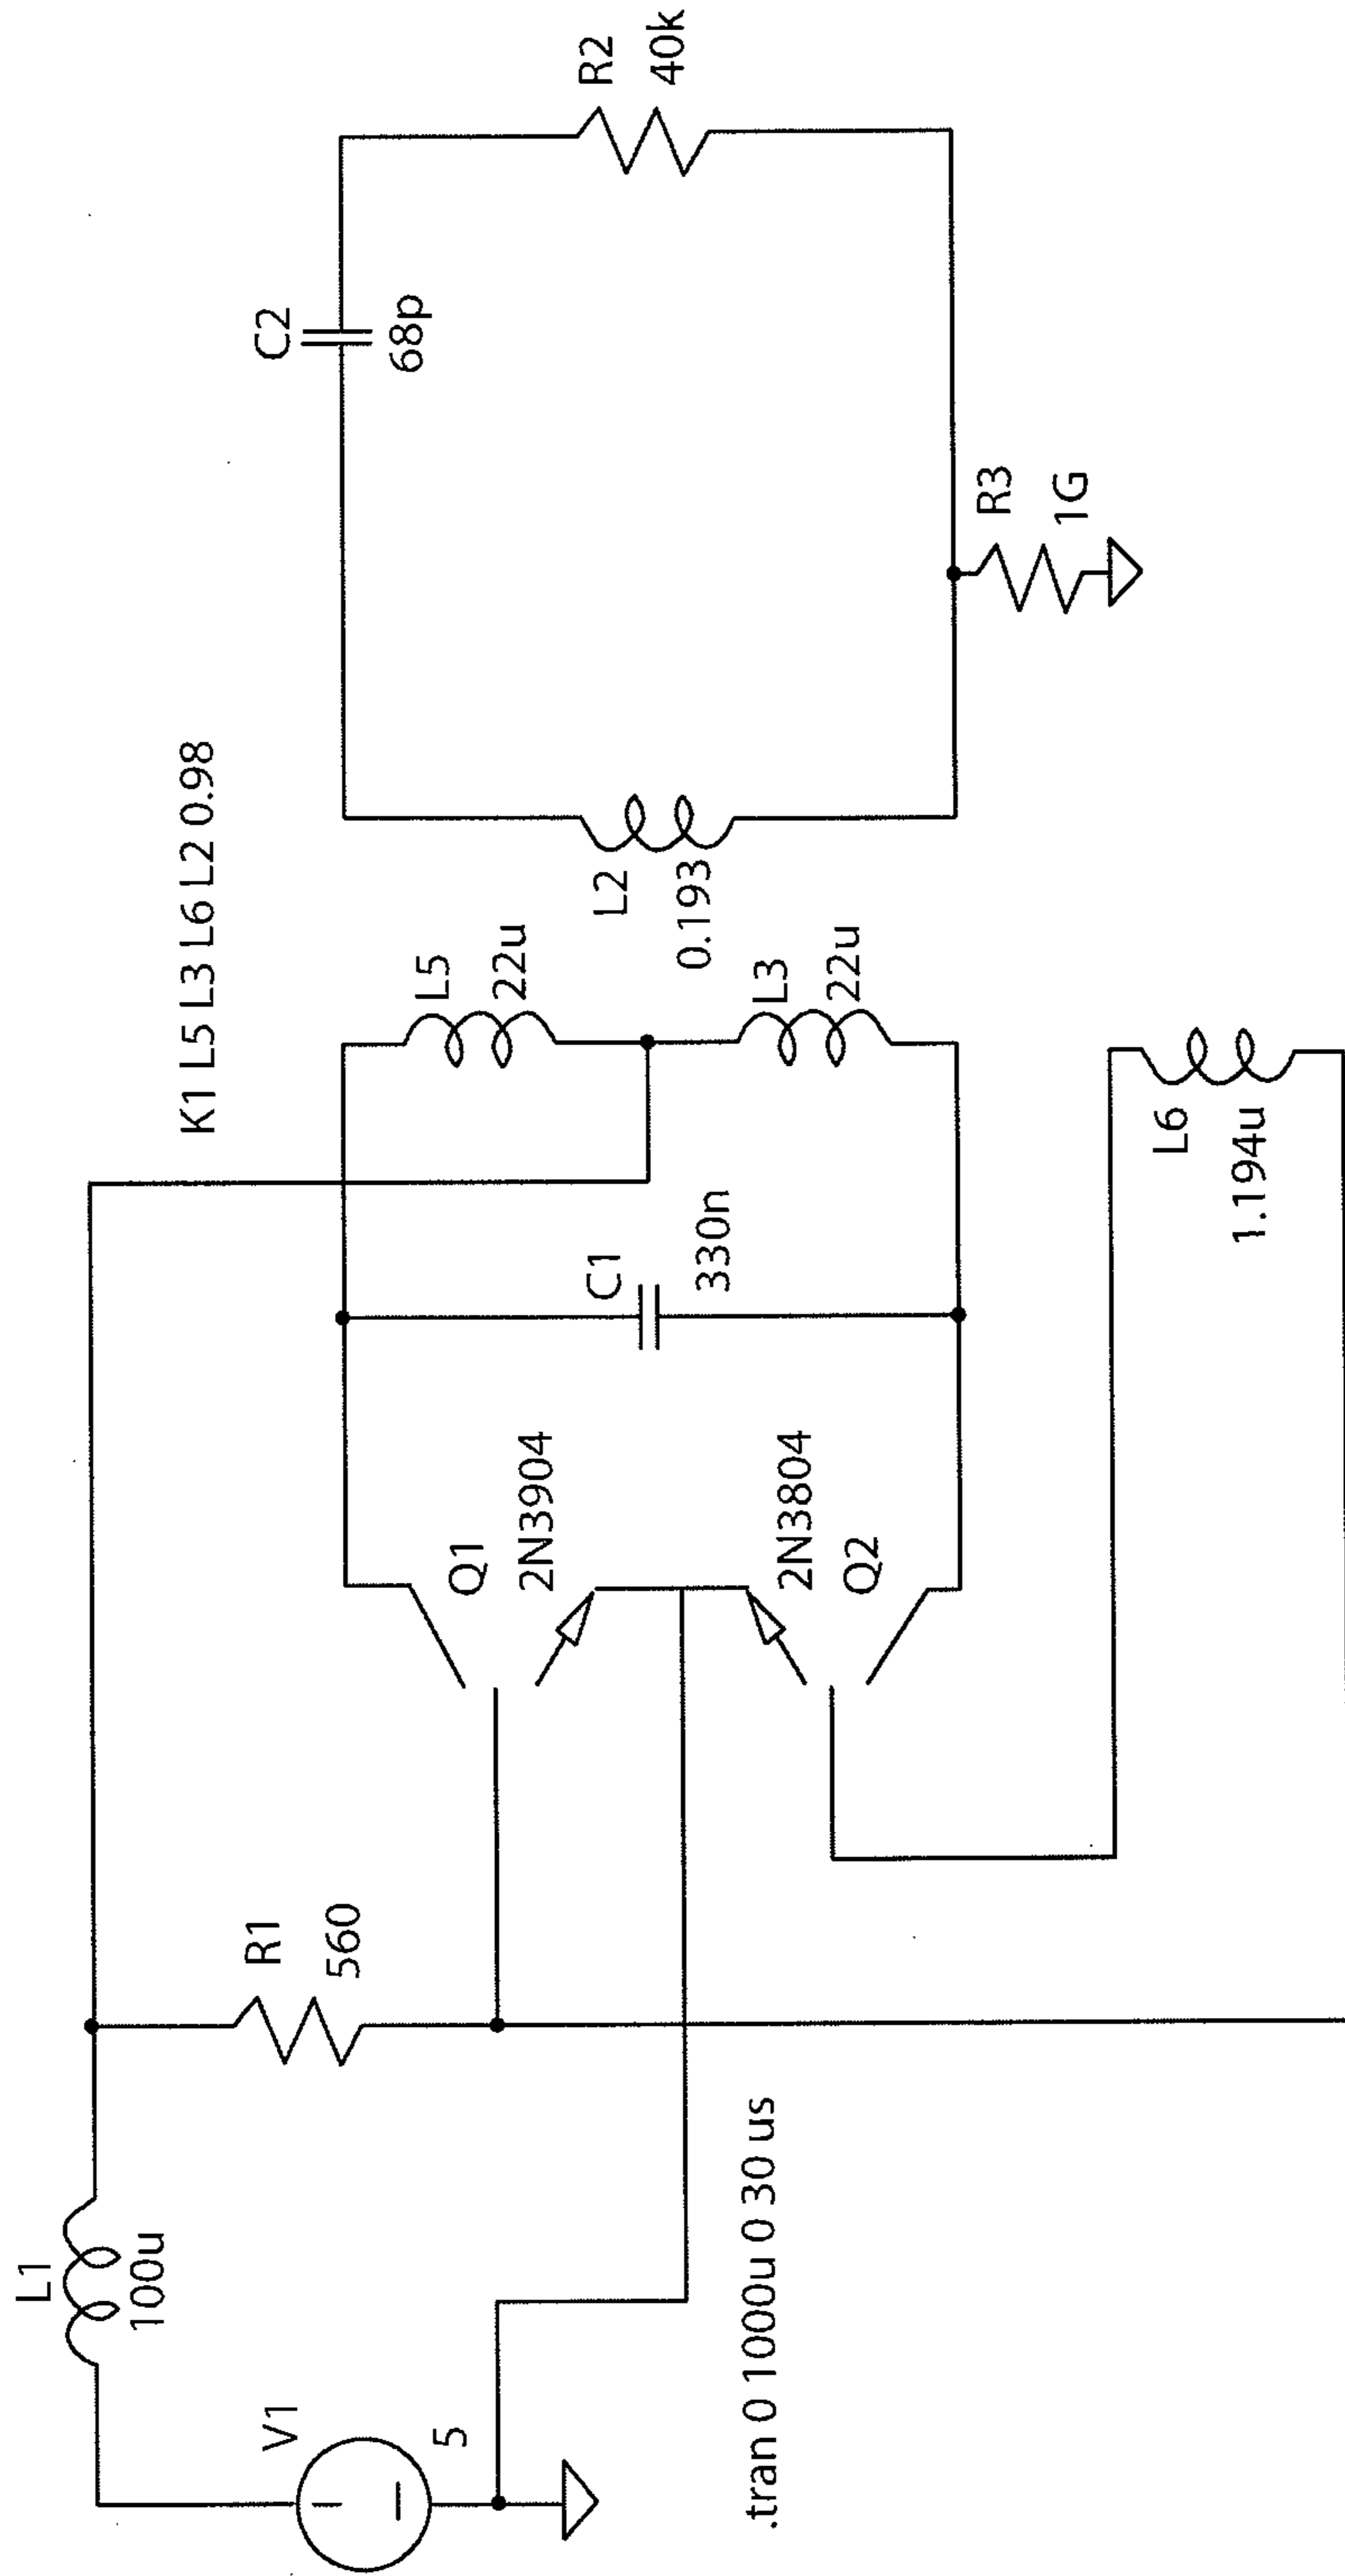 K1 L5 L3 L6 L2 0.98
L1
100u
V1
5
R1
560
Q1
2N3904
2N3804
Q2
C1
330n
L5
22u
L3
22u
L2
0.193
C2
68p
R2
40k
R3
1G
L6
1.194u
.tran 0 1000u 0 30 us